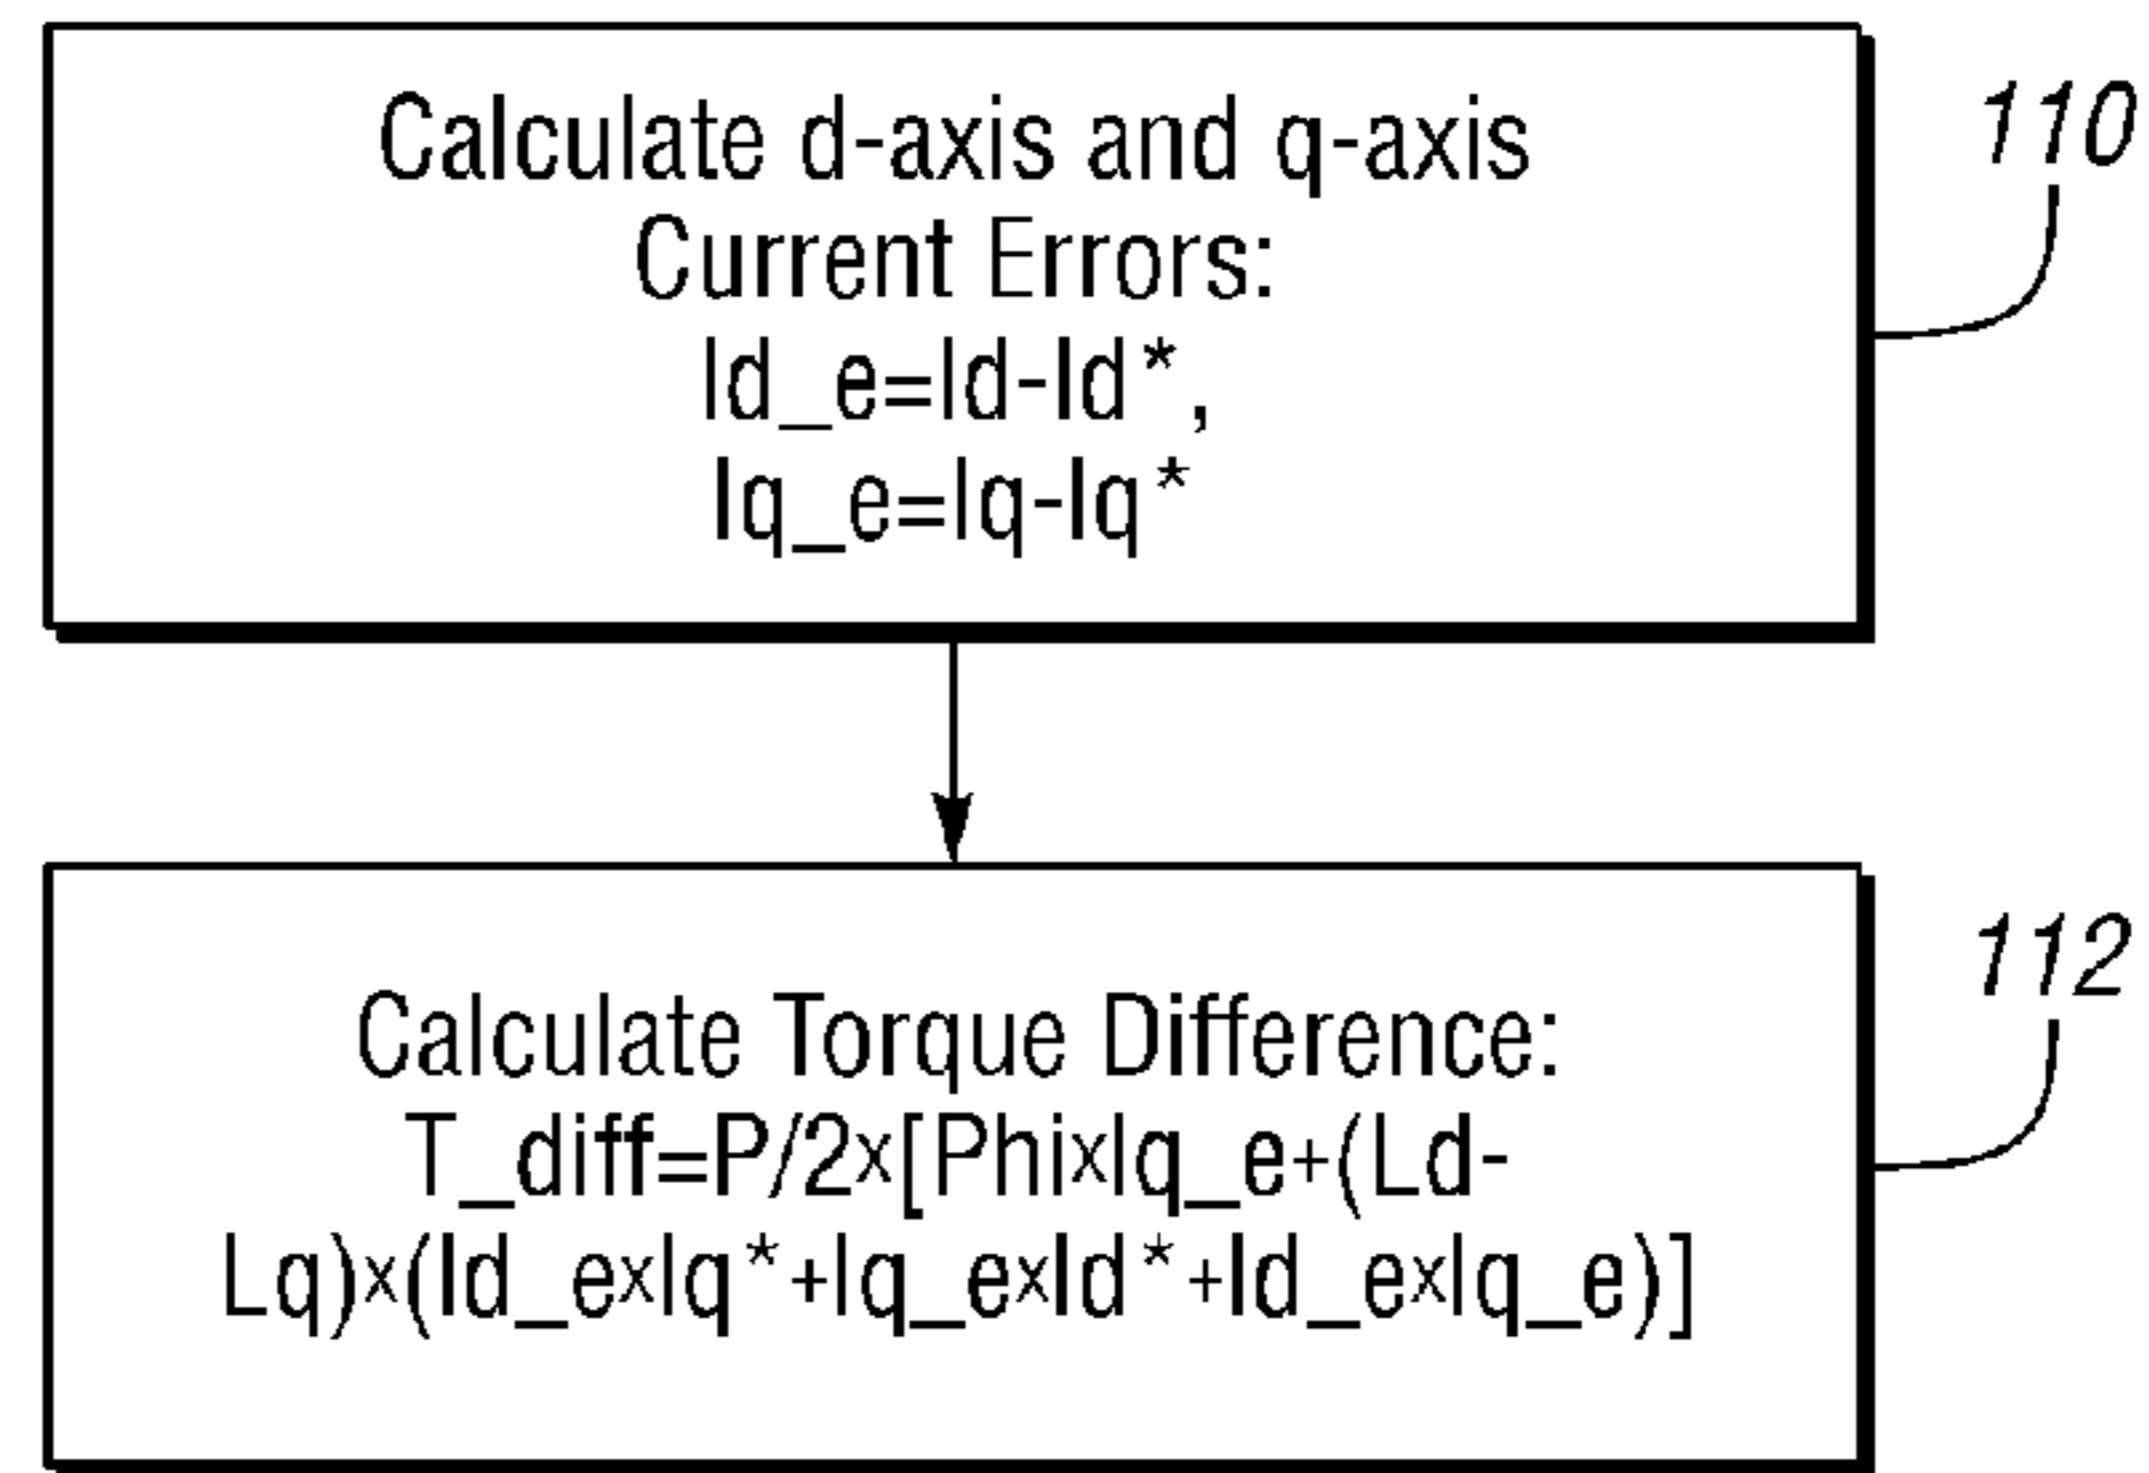 Calculate d-axis and q-axis
Current Errors:
Id_e=Id-Id*,
Iq_e=Iq-Iq*
110
Calculate Torque Difference:
T_diff=P/2×[Phi×Iq_e+(Ld-
Lq)×(Id_e×Iq*+Iq_e×Id*+Id_e×Iq_e)]
112